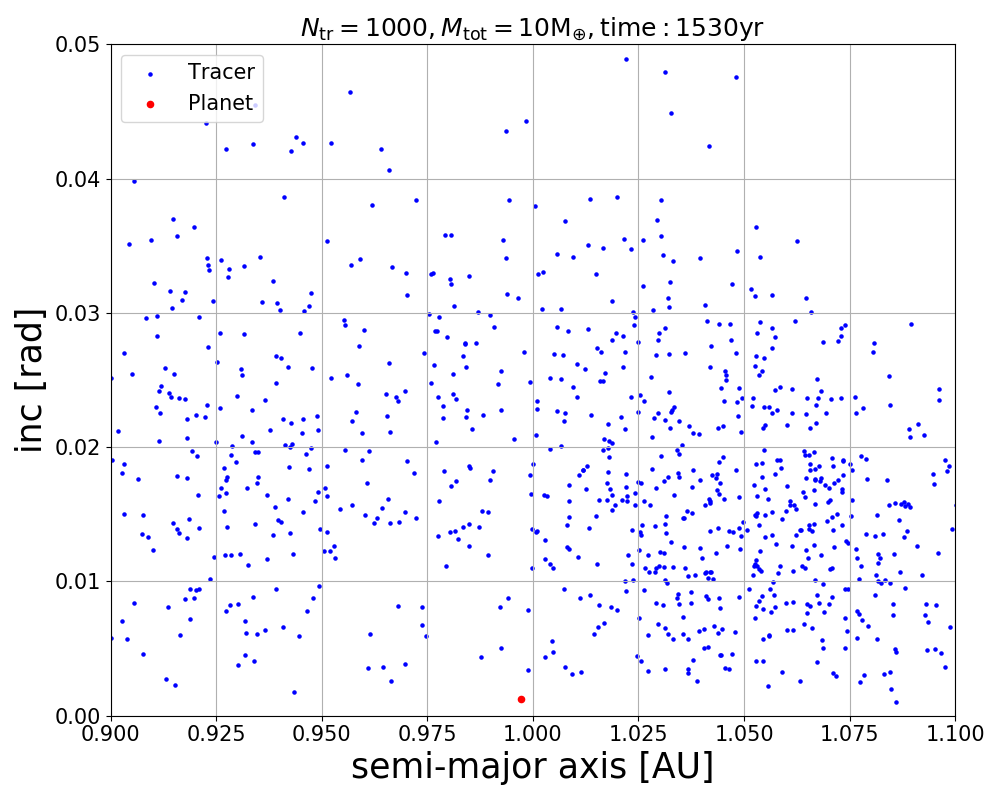 N_tr = 1000, M_tot = 10M_⊕, time : 1530yr
Tracer
Planet
0.05
0.04
0.03
0.02
0.01
0.00
inc [rad]
0.900 0.925 0.950 0.975 1.000 1.025 1.050 1.075 1.100
semi-major axis [AU]